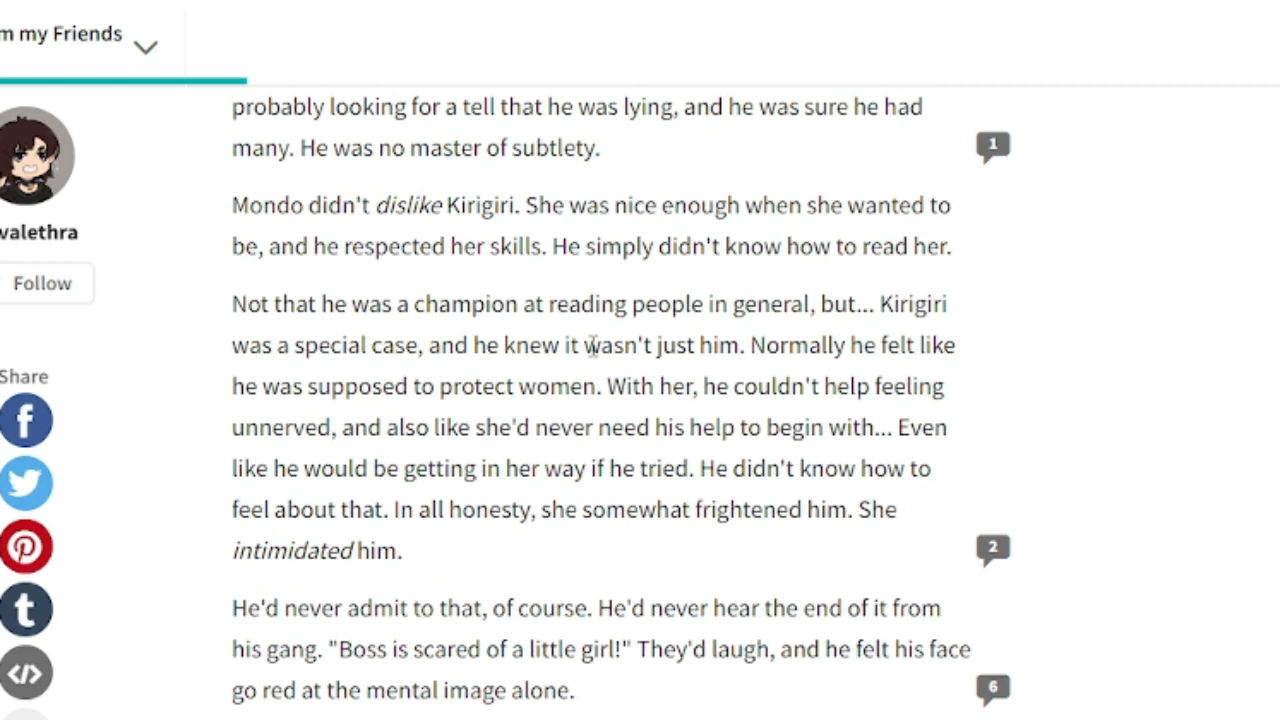 m my Friends
probably looking for a tell that he was lying, and he was sure he had
many. He was no master of subtlety.
1
Mondo didn't dislike Kirigiri. She was nice enough when she wanted to
be, and he respected her skills. He simply didn't know how to read her.
Not that he was a champion at reading people in general, but... Kirigiri
was a special case, and he knew it wasn't just him. Normally he felt like
he was supposed to protect women. With her, he couldn't help feeling
unnerved, and also like she'd never need his help to begin with... Even
like he would be getting in her way if he tried. He didn't know how to
feel about that. In all honesty, she somewhat frightened him. She
intimidated him.
2
He'd never admit to that, of course. He'd never hear the end of it from
his gang. "Boss is scared of a little girl!" They'd laugh, and he felt his face
go red at the mental image alone.
6
valethra
Follow
Share